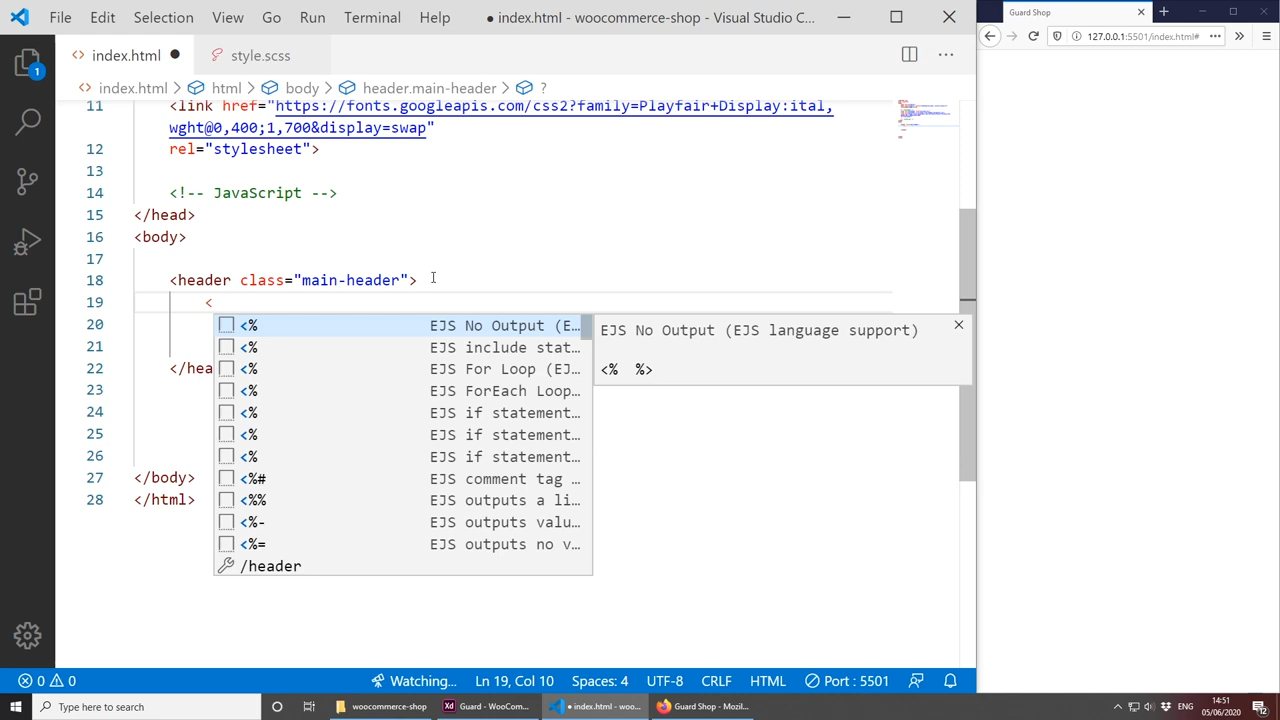 File Edit Selection View Go Run Terminal Help ● index.html - woocommerce-shop - Visual Studio C...
Guard Shop
index.html ● style.scss
127.0.0.1:5501/index.html#
index.html > html > body > header.main-header > ?
11 <link href="https://fonts.googleapis.com/css2?family=Playfair+Display:ital,
wght@0,400;1,700&display=swap"
12 rel="stylesheet">
13
14 <!-- JavaScript -->
15 </head>
16 <body>
17
18 <header class="main-header">
19 <
20 <% EJS No Output (E...
EJS No Output (EJS language support)
21 <% EJS include stat...
22 </hea <% EJS For Loop (EJ...
<% %>
23 <% EJS ForEach Loop...
24 <% EJS if statement...
25 <% EJS if statement...
26 <% EJS if statement...
27 </body> <%# EJS comment tag ...
28 </html> <%% EJS outputs a li...
<%- EJS outputs valu...
<%= EJS outputs no v...
/header
1
0 0 Watching... Ln 19, Col 10 Spaces: 4 UTF-8 CRLF HTML Port : 5501
Type here to search woocommerce-shop Guard - WooCom... ● index.html - woo... Guard Shop - Mozil... ENG 14:51
05/06/2020 12